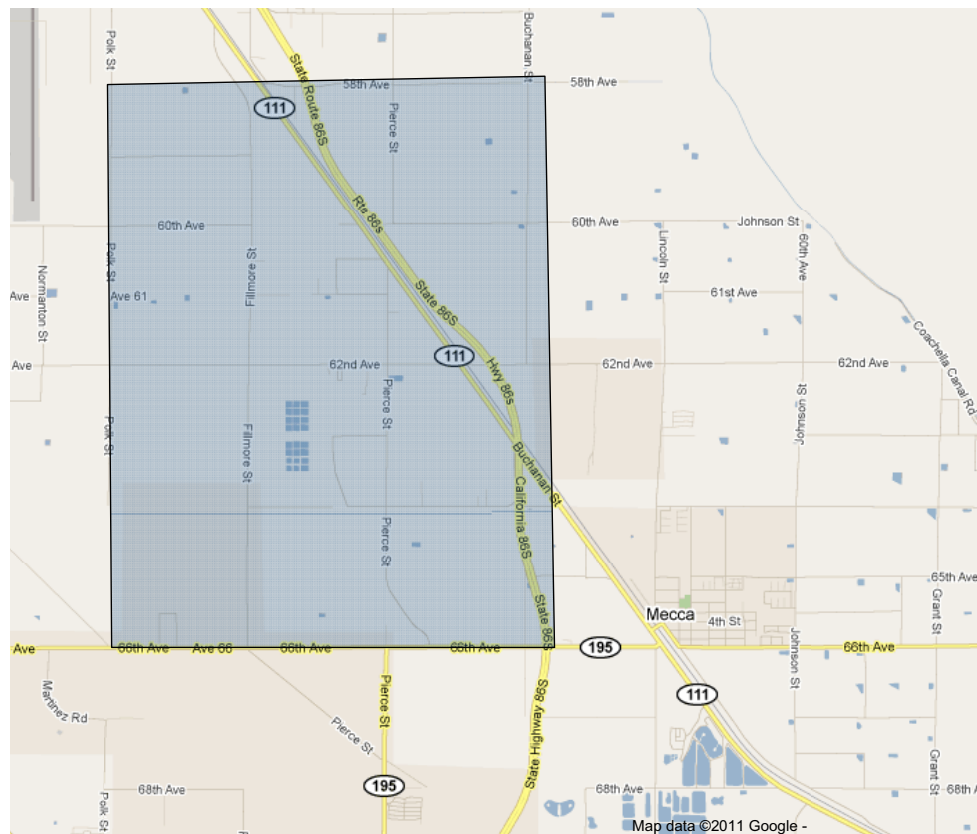 Polk St
Buchanan St
State Route 86S
58th Ave
58th Ave
111
Pierce St
60th Ave
Rte 86s
60th Ave
Johnson St
Lincoln St
60th Ave
Polk St
Fillmore St
Normanton St
Ave
Ave 61
State 86S
61st Ave
Coachella Canal Rd
111
Ave
62nd Ave
Hwy 86s
62nd Ave
62nd Ave
Pierce St
Johnson St
Polk St
Fillmore St
Buchanan St
California 86S
Pierce St
65th Ave
Grant St
State 86S
Mecca
4th St
Johnson St
Ave
66th Ave
Ave 66
66th Ave
66th Ave
195
66th Ave
Martinez Rd
Pierce St
Pierce St
State Highway 86S
111
Grant St
195
68th Ave
68th Ave
68th A
Polk St
F
Map data ©2011 Google -